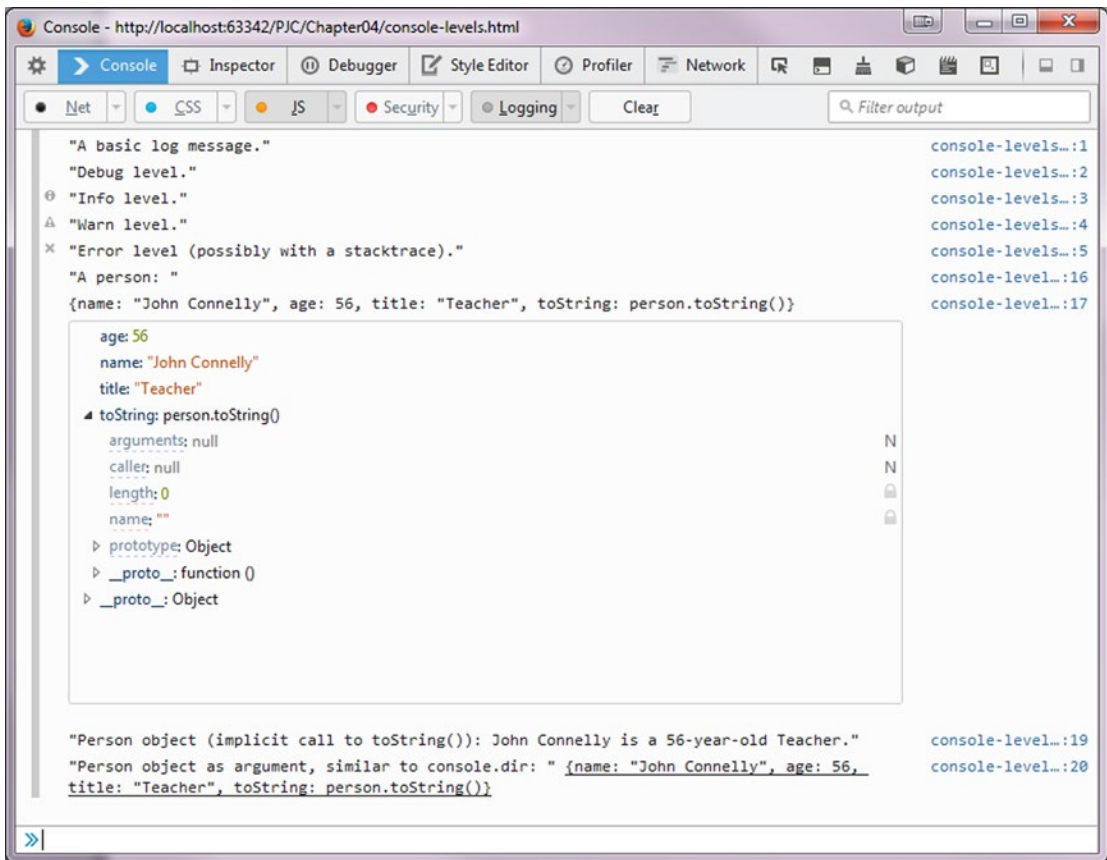 Console - http://localhost:63342/PJC/Chapter04/console-levels.html
Console Inspector Debugger Style Editor Profiler Network
Net CSS JS Security Logging Clear Filter output
"A basic log message." console-levels…:1
"Debug level." console-levels…:2
"Info level." console-levels…:3
"Warn level." console-levels…:4
"Error level (possibly with a stacktrace)." console-levels…:5
"A person: " console-level…:16
{name: "John Connelly", age: 56, title: "Teacher", toString: person.toString()} console-level…:17
age: 56
name: "John Connelly"
title: "Teacher"
toString: person.toString()
arguments: null N
caller: null N
length: 0
name: ""
prototype: Object
__proto__: function ()
__proto__: Object
"Person object (implicit call to toString()): John Connelly is a 56-year-old Teacher." console-level…:19
"Person object as argument, similar to console.dir: " {name: "John Connelly", age: 56, console-level…:20
title: "Teacher", toString: person.toString()}